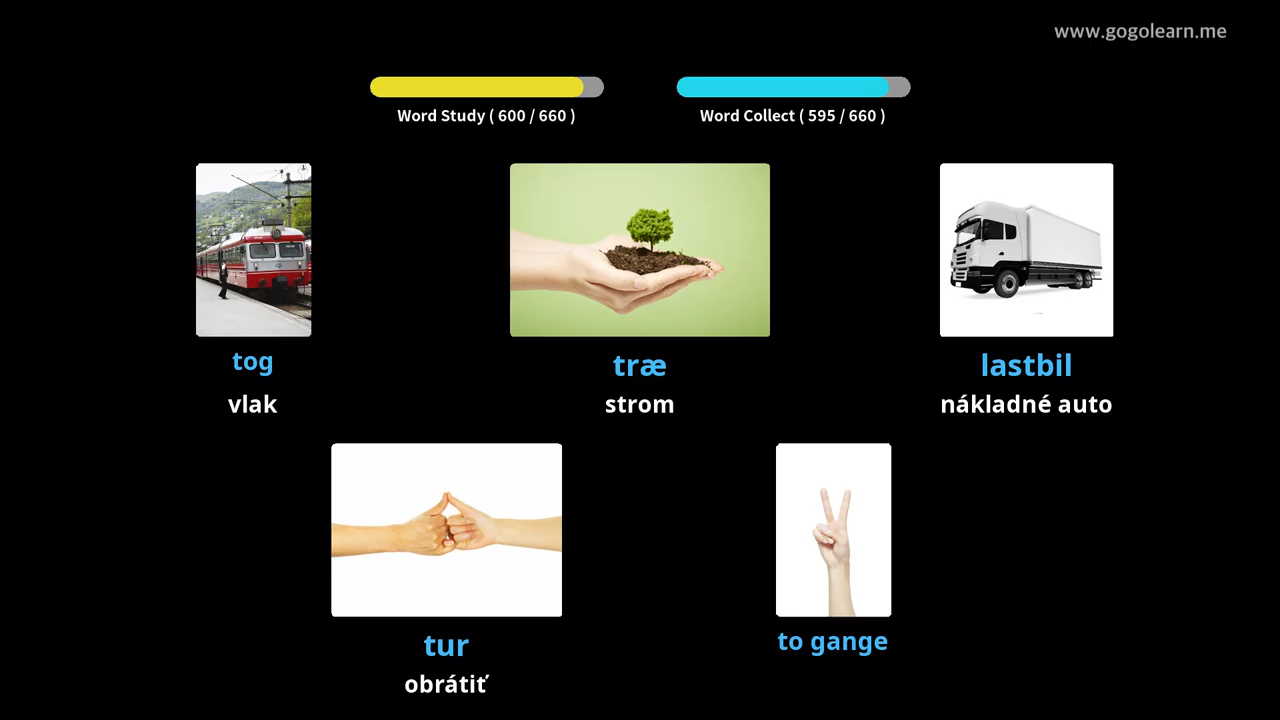 www.gogolearn.me
Word Study ( 600 / 660 )
Word Collect ( 595 / 660 )
tog
vlak
træ
strom
lastbil
nákladné auto
tur
obrátiť
to gange